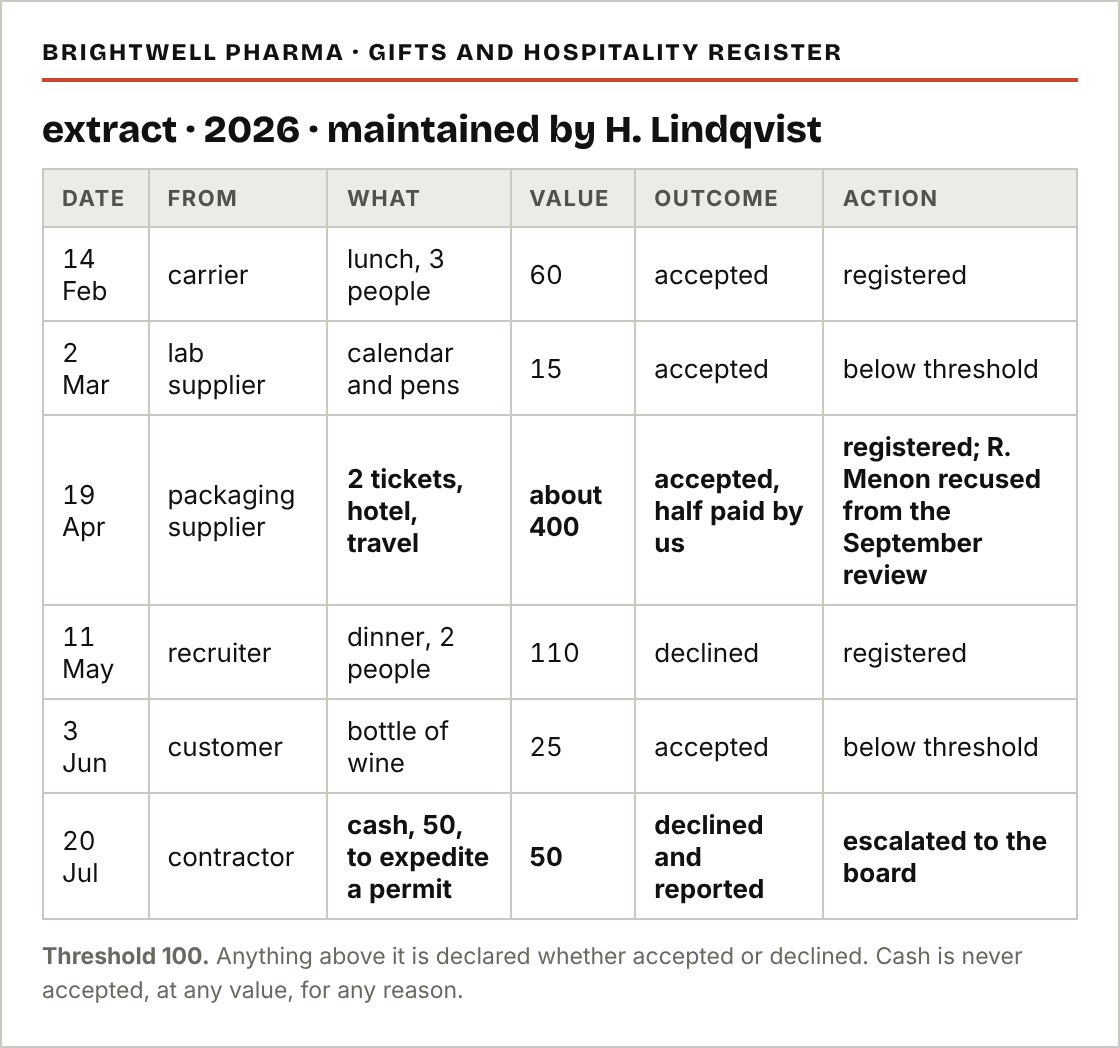 BRIGHTWELL PHARMA · GIFTS AND HOSPITALITY REGISTER
extract · 2026 · maintained by H. Lindqvist
DATE FROM WHAT VALUE OUTCOME ACTION
14
Feb
carrier
lunch, 3
people
60
accepted
registered
2
Mar
lab
supplier
calendar
and pens
15
accepted
below threshold
19
Apr
packaging
supplier
2 tickets,
hotel,
travel
about
400
accepted,
half paid by
us
registered; R.
Menon recused
from the
September
review
11
May
recruiter
dinner, 2
people
110
declined
registered
3
Jun
customer
bottle of
wine
25
accepted
below threshold
20
Jul
contractor
cash, 50,
to expedite
a permit
50
declined
and
reported
escalated to the
board
Threshold 100. Anything above it is declared whether accepted or declined. Cash is never
accepted, at any value, for any reason.